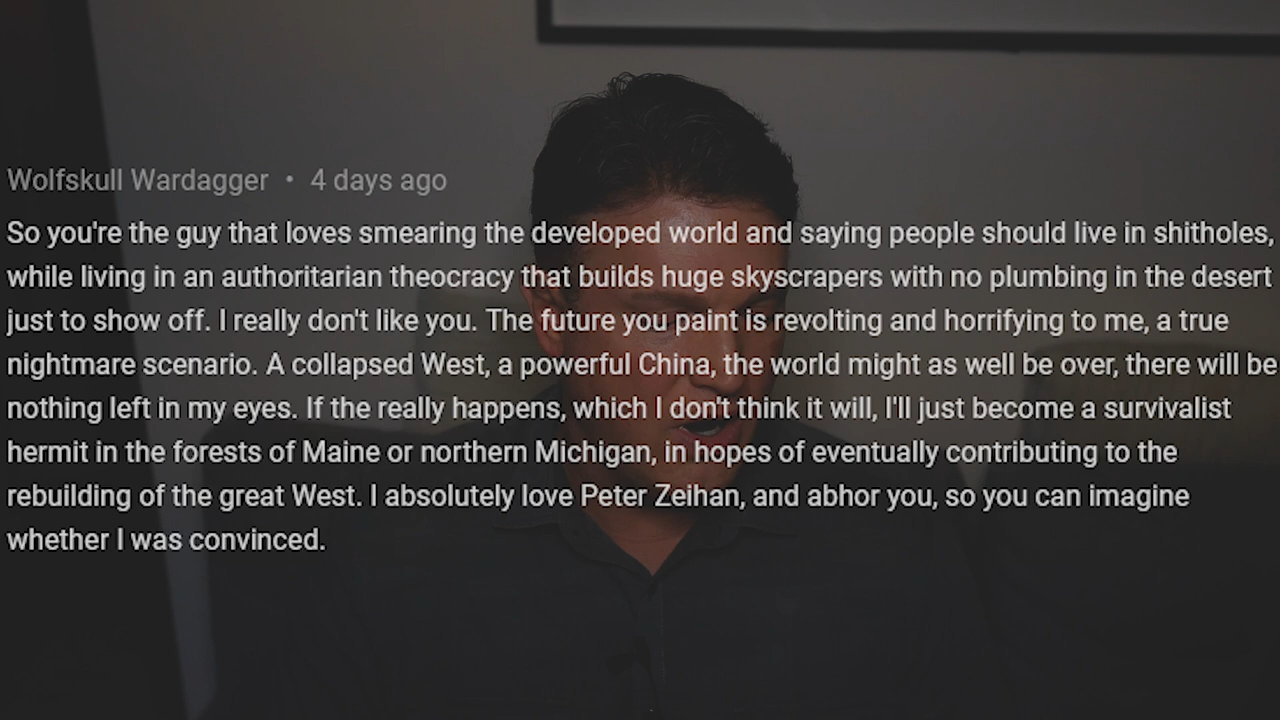 Wolfskull Wardagger • 4 days ago
So you're the guy that loves smearing the developed world and saying people should live in shitholes,
while living in an authoritarian theocracy that builds huge skyscrapers with no plumbing in the desert
just to show off. I really don't like you. The future you paint is revolting and horrifying to me, a true
nightmare scenario. A collapsed West, a powerful China, the world might as well be over, there will be
nothing left in my eyes. If the really happens, which I don't think it will, I'll just become a survivalist
hermit in the forests of Maine or northern Michigan, in hopes of eventually contributing to the
rebuilding of the great West. I absolutely love Peter Zeihan, and abhor you, so you can imagine
whether I was convinced.